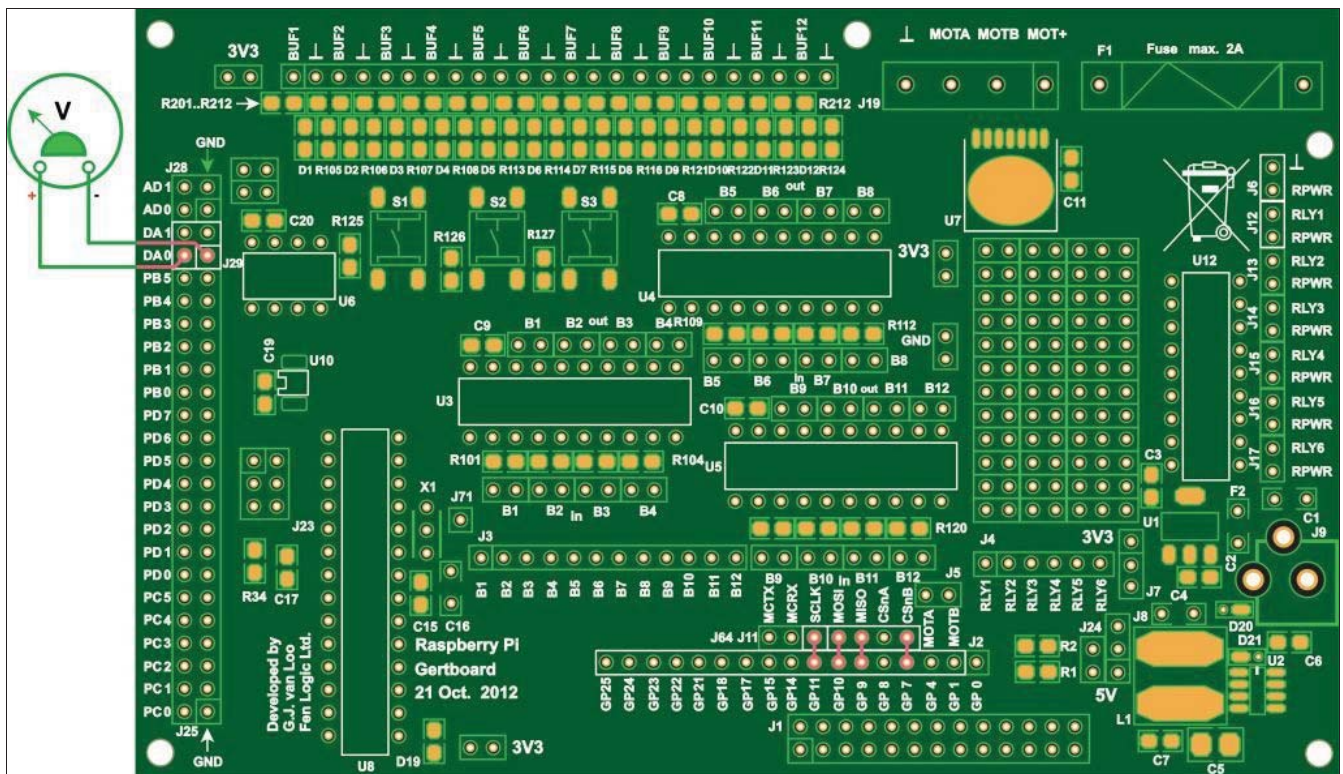 3V3
BUF1 ⊥ BUF2 ⊥ BUF3 ⊥ BUF4 ⊥ BUF5 ⊥ BUF6 ⊥ BUF7 ⊥ BUF8 ⊥ BUF9 ⊥ BUF10 ⊥ BUF11 ⊥ BUF12 ⊥
⊥ MOTA MOTB MOT+
F1 Fuse max. 2A
R201..R212
R212
J19
D1 R105 D2 R106 D3 R107 D4 R108 D5 R113 D6 R114 D7 R115 D8 R116 D9 R121 D10 R122 D11 R123 D12 R124
V
+ -
GND
J28
AD1
AD0
DA1
DA0
J29
PB5
PB4
PB3
PB2
PB1
PB0
PD7
PD6
PD5
PD4
PD3
PD2
PD1
PD0
PC5
PC4
PC3
PC2
PC1
PC0
J25
GND
C20
R125
S1
R126
S2
R127
S3
U6
C8
B5 B6 out B7 B8
3V3
U4
U7
C11
C9
B1 B2 out B3 B4
R109
R112
GND
B5 B6 In B7 B8
C19
U10
U3
C10
B9 B10 out B11 B12
R101
R104
U5
B1 B2 In B3 B4
R120
X1
J71
J23
R34
C17
C15
C16
J3
B1 B2 B3 B4 B5 B6 B7 B8 B9 B10 B11 B12
B9 B10 In B11 B12
J5
MCTX MCRX SCLK MOSi MISO CSnA CSnB MOTA MOTB
J64 J11
J2
GP25 GP24 GP23 GP22 GP21 GP18 GP17 GP15 GP14 GP11 GP10 GP 9 GP 8 GP 7 GP 4 GP 1 GP 0
J1
Developed by
G.J. van Loo
Fen Logic Ltd.
Raspberry Pi
Gertboard
21 Oct. 2012
U8
D19
3V3
⊥
J6
RPWR
RLY1
J12
RPWR
RLY2
J13
RPWR
RLY3
J14
RPWR
RLY4
J15
RPWR
RLY5
J16
RPWR
RLY6
J17
RPWR
U12
C3
U1
F2
C1
C2
J9
J4
3V3
RLY1 RLY2 RLY3 RLY4 RLY5 RLY6
J7
C4
J8
D20
J24
R2
R1
5V
D21
U2
C6
L1
C7
C5